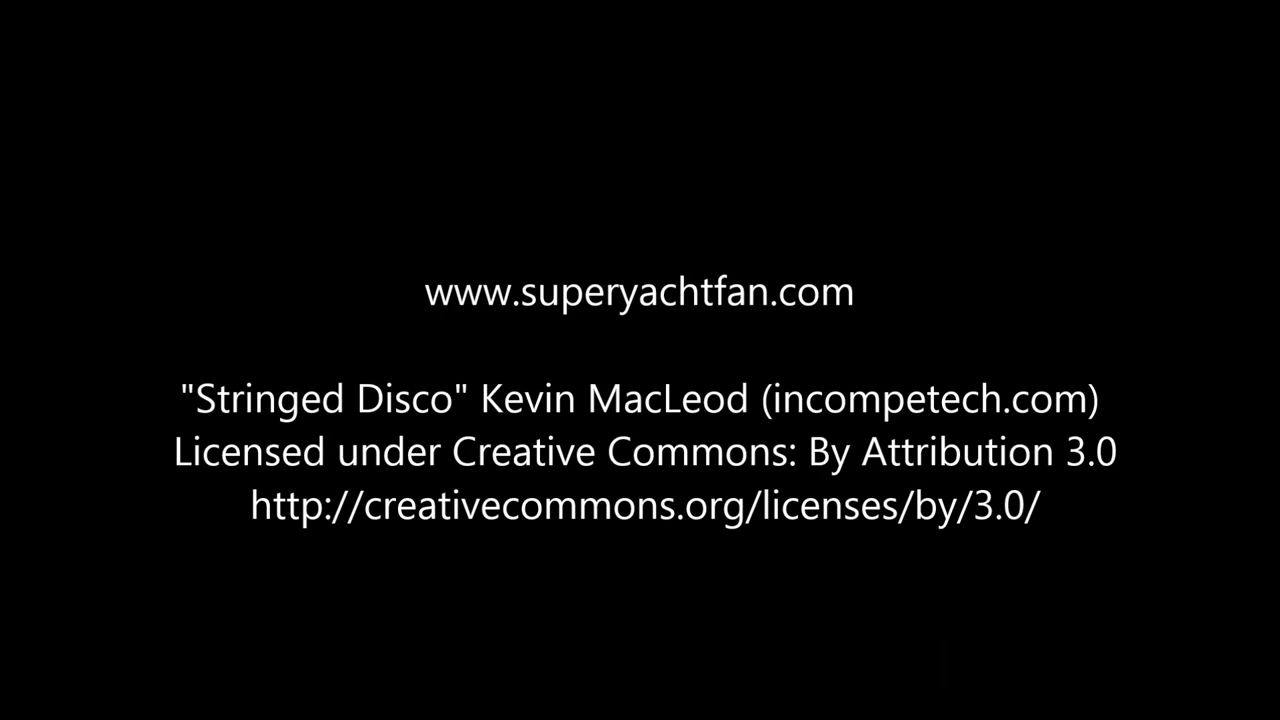 www.superyachtfan.com
"Stringed Disco" Kevin MacLeod (incompetech.com)
Licensed under Creative Commons: By Attribution 3.0
http://creativecommons.org/licenses/by/3.0/